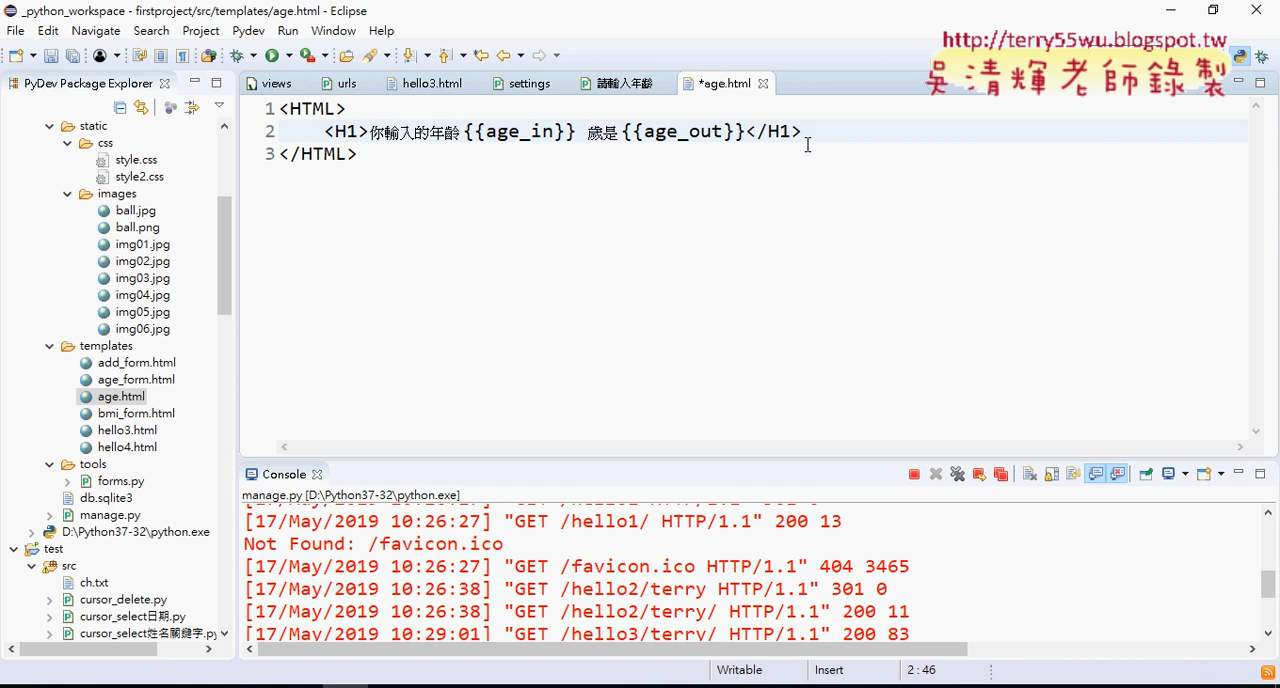 _python_workspace - firstproject/src/templates/age.html - Eclipse
File Edit Navigate Search Project Pydev Run Window Help
http://terry55wu.blogspot.tw
吳清輝老師錄製
PyDev Package Explorer
views urls hello3.html settings 請輸入年齡 *age.html
1 <HTML>
2 <H1>你輸入的年齡{{age_in}} 歲是{{age_out}}</H1>
3 </HTML>
static
css
style.css
style2.css
images
ball.jpg
ball.png
img01.jpg
img02.jpg
img03.jpg
img04.jpg
img05.jpg
img06.jpg
templates
add_form.html
age_form.html
age.html
bmi_form.html
hello3.html
hello4.html
tools
forms.py
db.sqlite3
manage.py
D:\Python37-32\python.exe
test
src
ch.txt
cursor_delete.py
cursor_select日期.py
cursor_select姓名關鍵字.py
Console
manage.py [D:\Python37-32\python.exe]
[17/May/2019 10:26:27] "GET /hello1/ HTTP/1.1" 200 13
Not Found: /favicon.ico
[17/May/2019 10:26:27] "GET /favicon.ico HTTP/1.1" 404 3465
[17/May/2019 10:26:38] "GET /hello2/terry HTTP/1.1" 301 0
[17/May/2019 10:26:38] "GET /hello2/terry/ HTTP/1.1" 200 11
[17/May/2019 10:29:01] "GET /hello3/terry/ HTTP/1.1" 200 83
Writable Insert 2:46